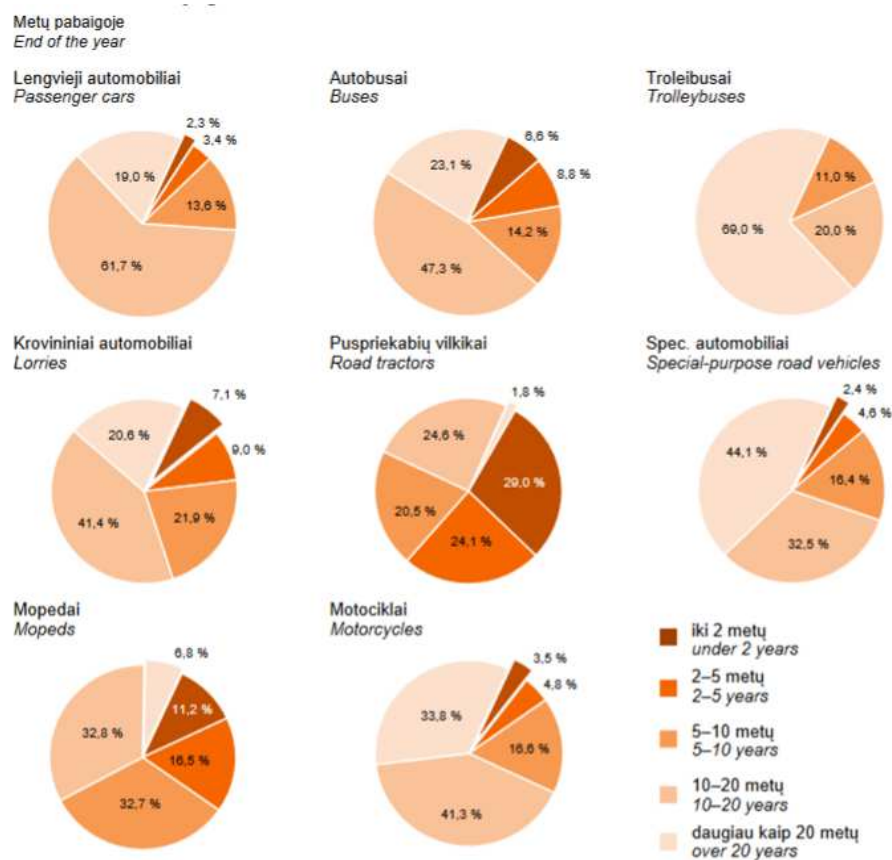 Metų pabaigoje
End of the year
Lengvieji automobiliai
Passenger cars
2,3 %
3,4 %
13,6 %
61,7 %
19,0 %
Autobusai
Buses
6,6 %
8,8 %
14,2 %
47,3 %
23,1 %
Troleibusai
Trolleybuses
11,0 %
20,0 %
69,0 %
Krovininiai automobiliai
Lorries
7,1 %
9,0 %
21,9 %
41,4 %
20,6 %
Puspriekabių vilkikai
Road tractors
1,8 %
29,0 %
24,1 %
20,5 %
24,6 %
Spec. automobiliai
Special-purpose road vehicles
2,4 %
4,6 %
16,4 %
32,5 %
44,1 %
Mopedai
Mopeds
6,8 %
11,2 %
16,5 %
32,7 %
32,8 %
Motociklai
Motorcycles
3,5 %
4,8 %
16,6 %
41,3 %
33,8 %
iki 2 metų
under 2 years
2–5 metų
2–5 years
5–10 metų
5–10 years
10–20 metų
10–20 years
daugiau kaip 20 metų
over 20 years